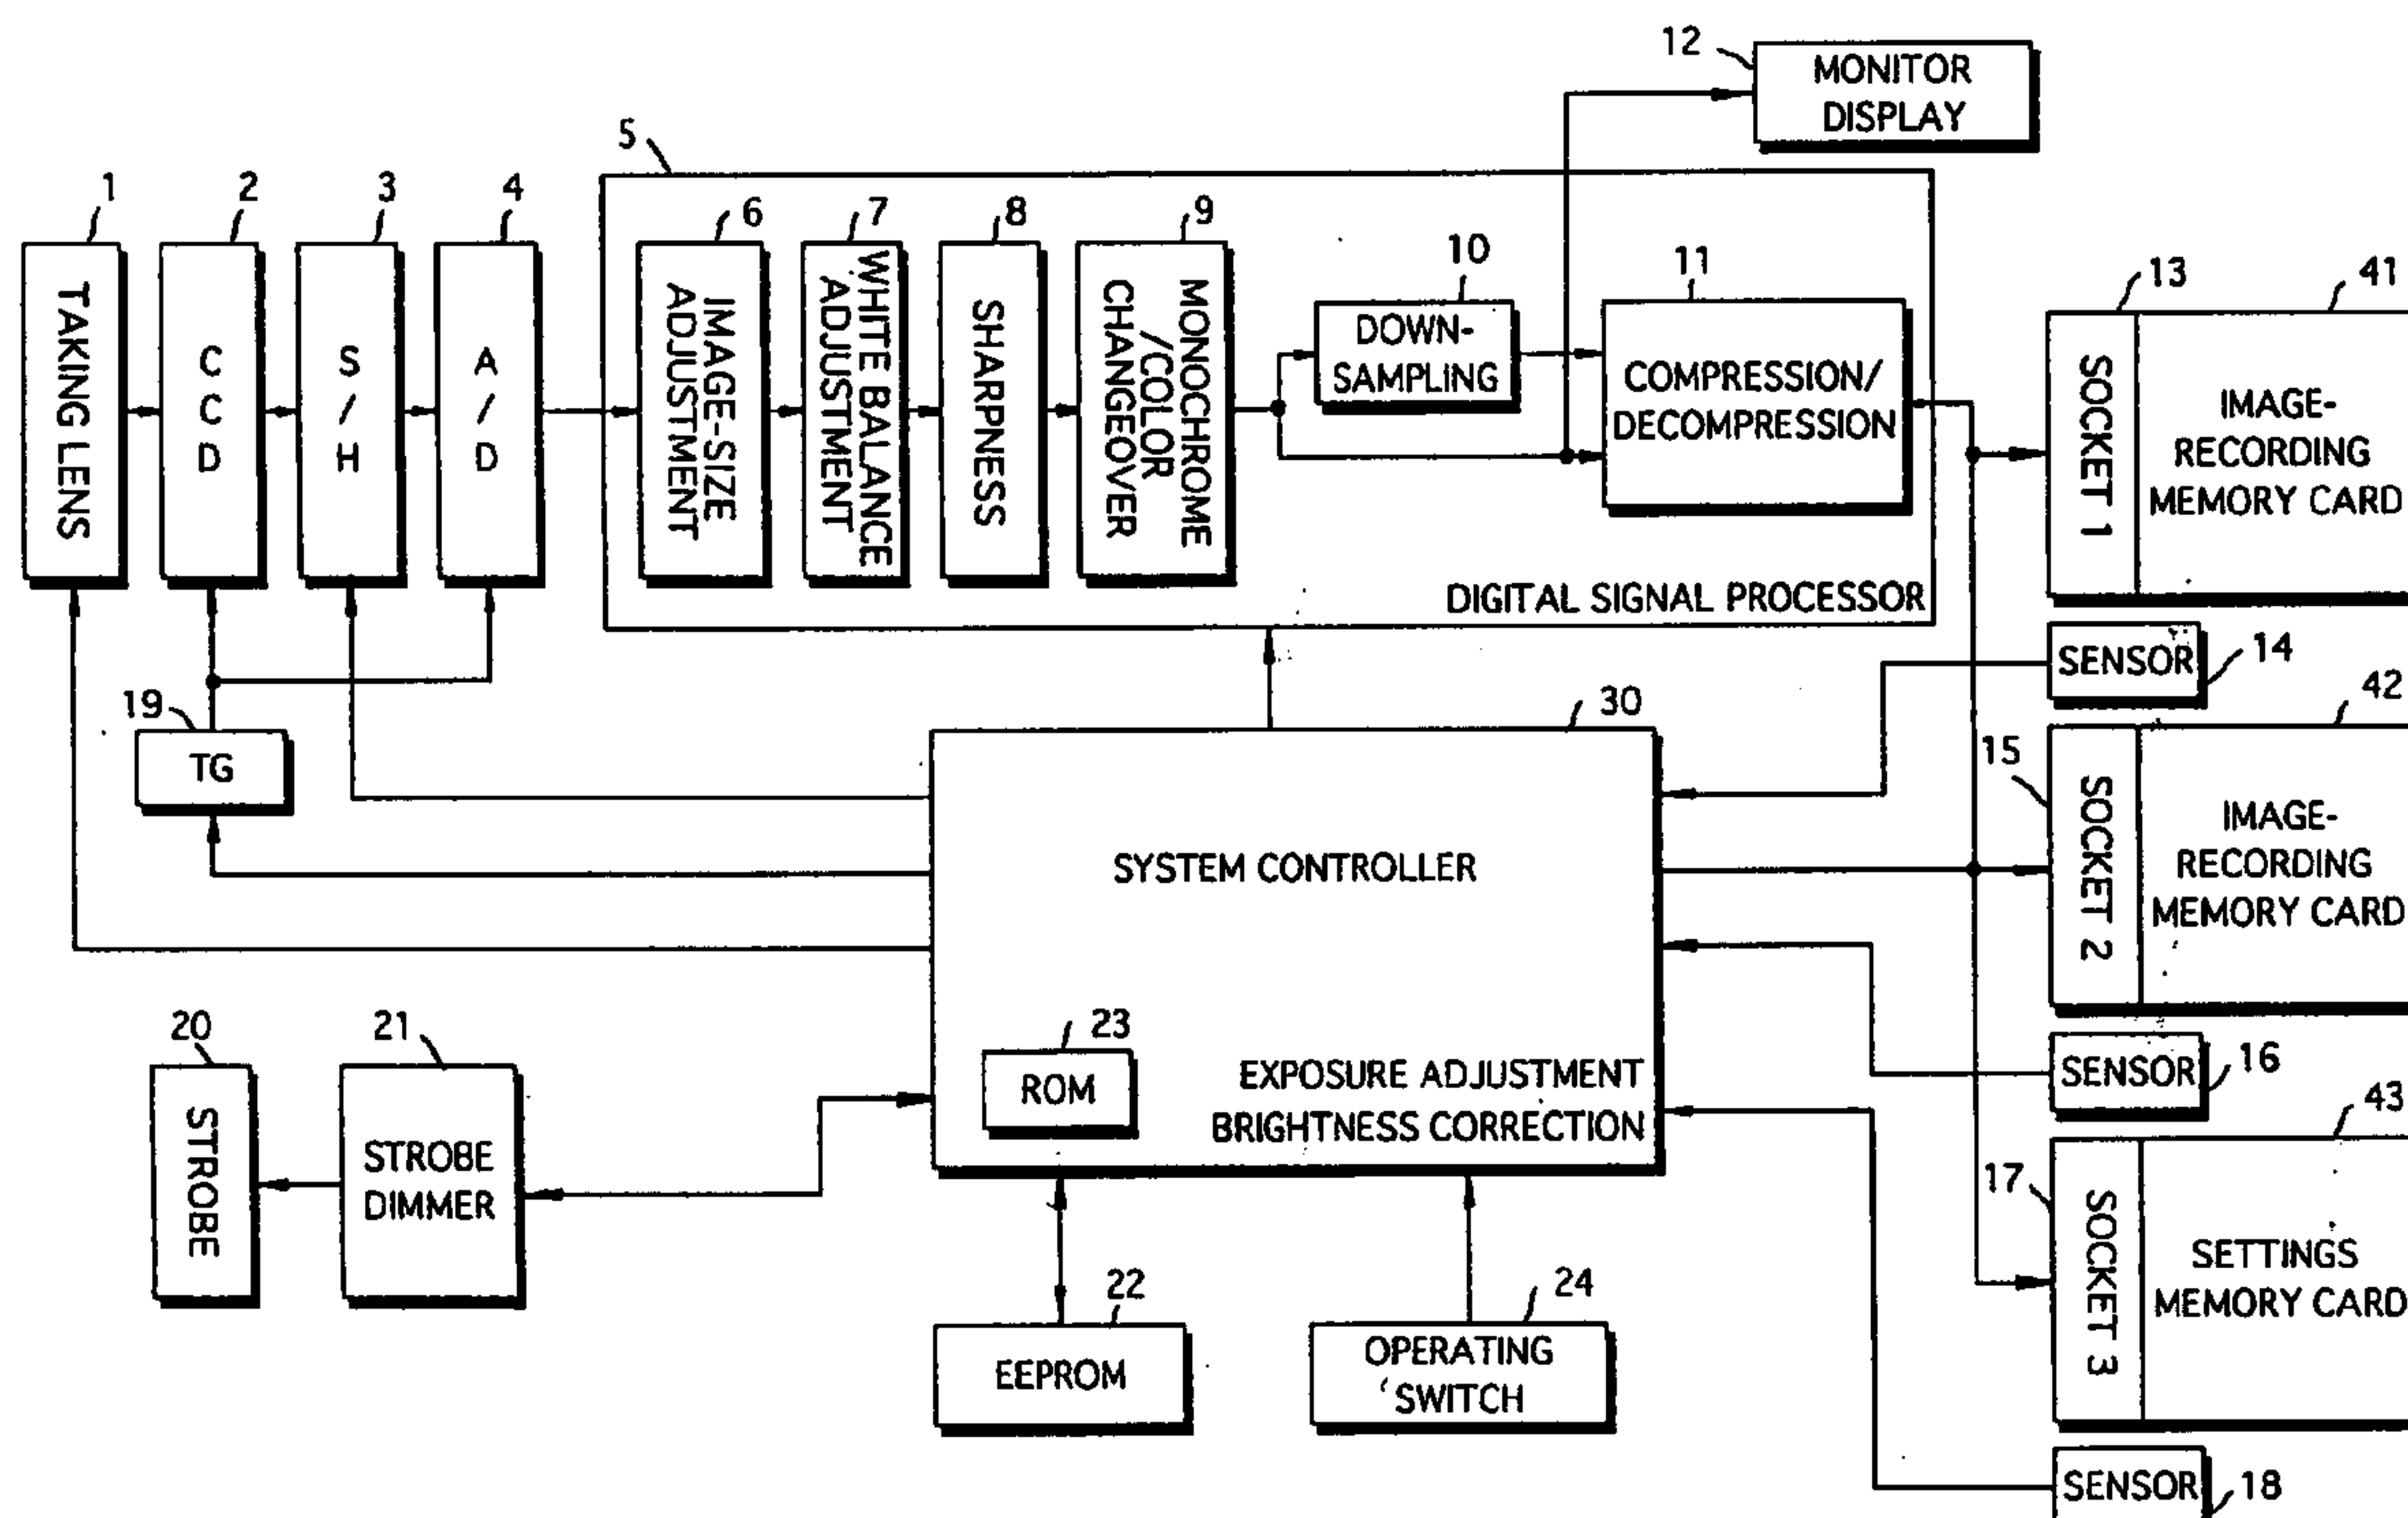 12
MONITOR
DISPLAY
5
1
2
3
4
6
7
8
9
10
11
13
41
TAKING LENS
C
C
D
S
/
H
A
/
D
IMAGE-SIZE
ADJUSTMENT
WHITE BALANCE
ADJUSTMENT
SHARPNESS
MONOCHROME
/COLOR
CHANGEOVER
DOWN-
SAMPLING
COMPRESSION/
DECOMPRESSION
DIGITAL SIGNAL PROCESSOR
SOCKET 1
IMAGE-
RECORDING
MEMORY CARD
SENSOR
14
19
TG
30
15
42
SYSTEM CONTROLLER
SOCKET 2
IMAGE-
RECORDING
MEMORY CARD
20
21
23
ROM
EXPOSURE ADJUSTMENT
BRIGHTNESS CORRECTION
SENSOR
16
STROBE
STROBE
DIMMER
17
43
SOCKET 3
SETTINGS
MEMORY CARD
22
EEPROM
24
OPERATING
SWITCH
SENSOR
18